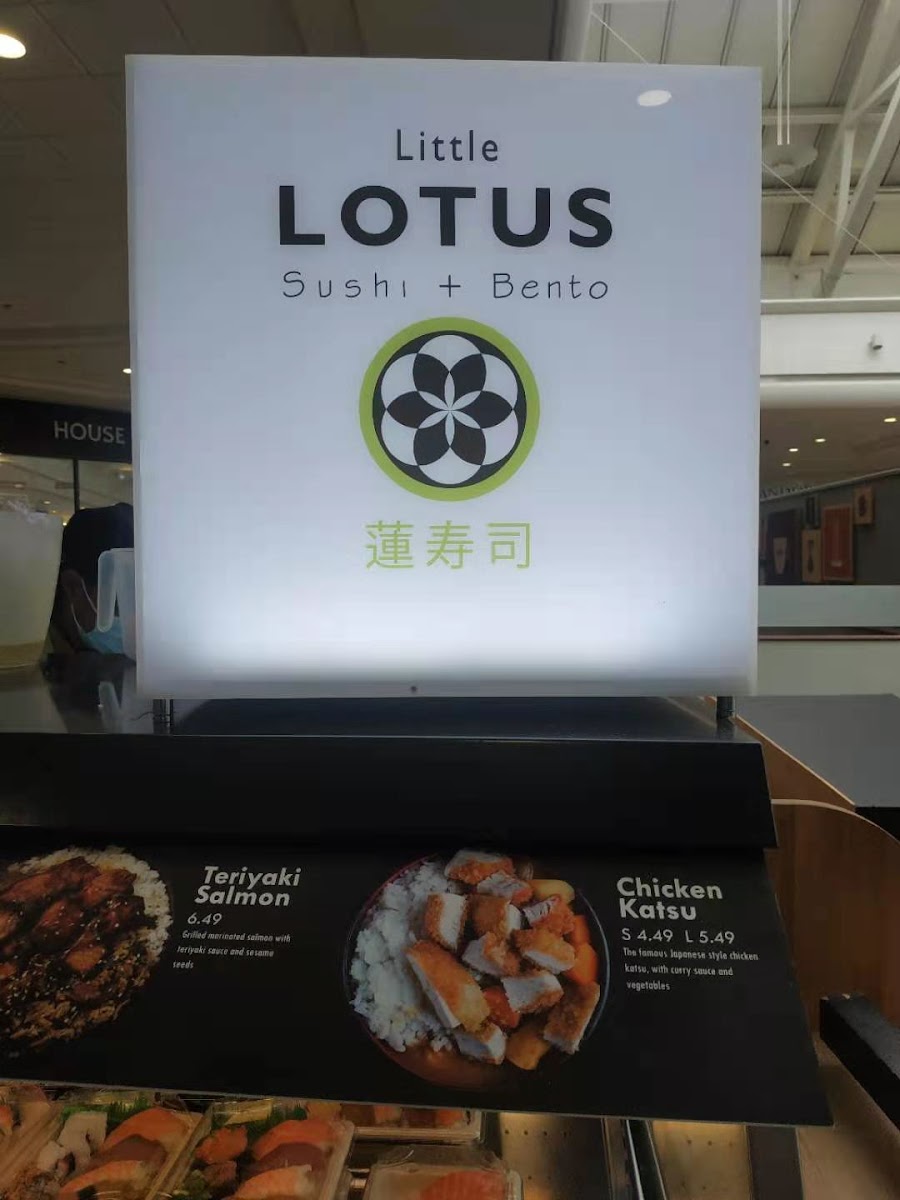 Little
LOTUS
Sushi + Bento
蓮寿司
HOUSE
Teriyaki
Salmon
6.49
Grilled marinated salmon with
teriyaki sauce and sesame
seeds
Chicken
Katsu
S 4.49 L 5.49
The famous Japanese style chicken
katsu, with curry sauce and
vegetables